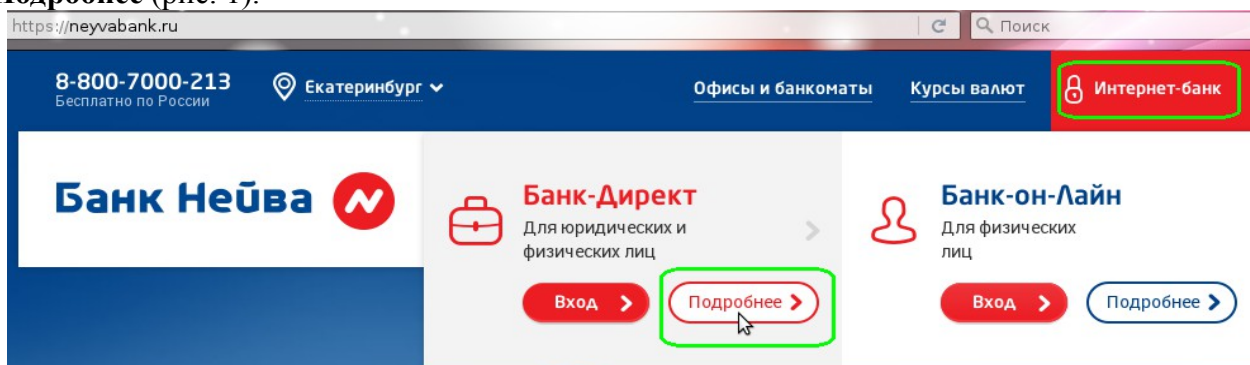 Подробнее (рис. 1).
https://neyvabank.ru
Поиск
8-800-7000-213
Бесплатно по России
Екатеринбург
Офисы и банкоматы
Курсы валют
Интернет-банк
Банк Нейва
Банк-Директ
Для юридических и
физических лиц
Вход
Подробнее
Банк-он-Лайн
Для физических
лиц
Вход
Подробнее